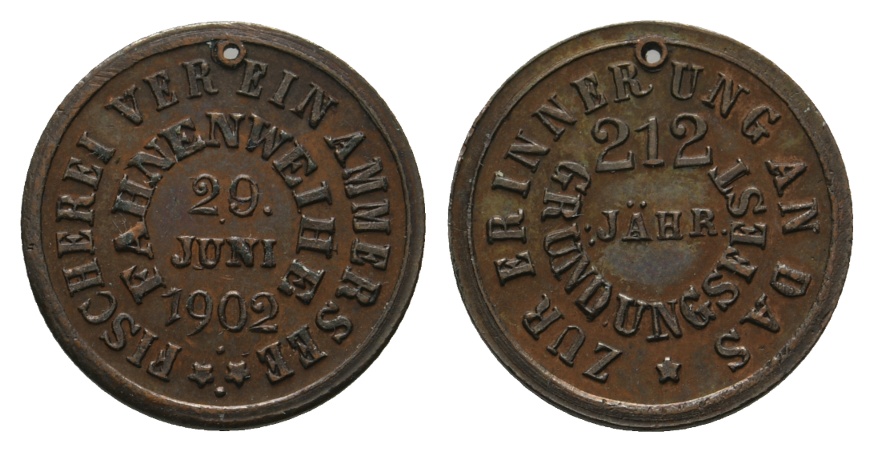 FISCHEREI VEREIN AMMERSEE
FAHNENWEIHE
29.
JUNI
1902
ZUR ERINNERUNG AN DAS
212
JÄHR.
GRÜNDUNGSFEST